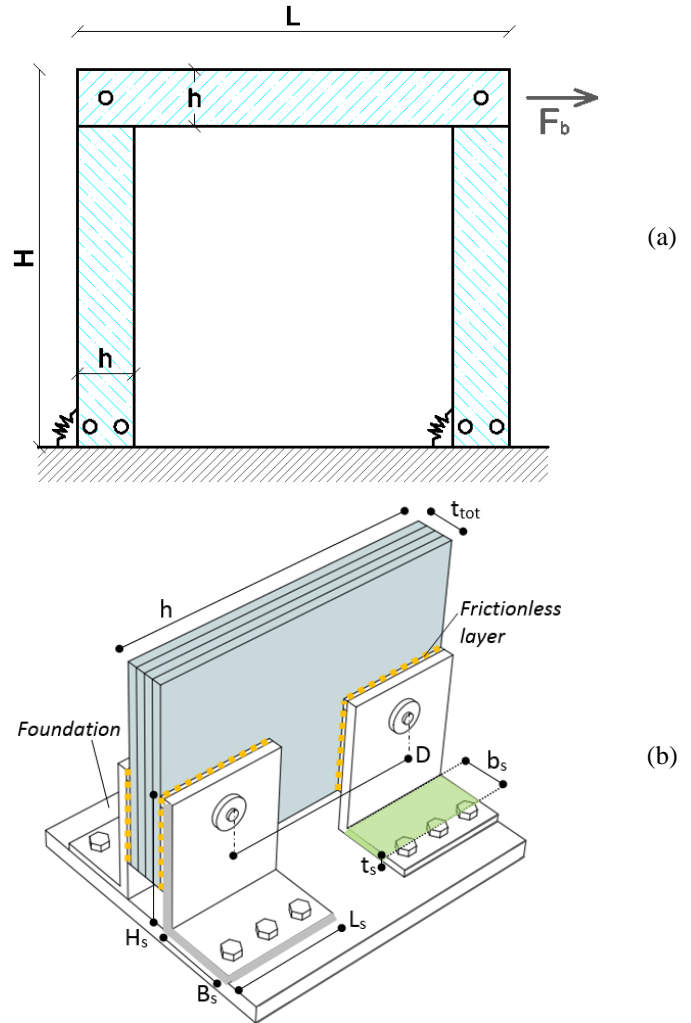 L
h
F_b
H
(a)
h
t_tot
h
Frictionless
layer
Foundation
D
b_s
(b)
t_s
L_s
H_s
B_s